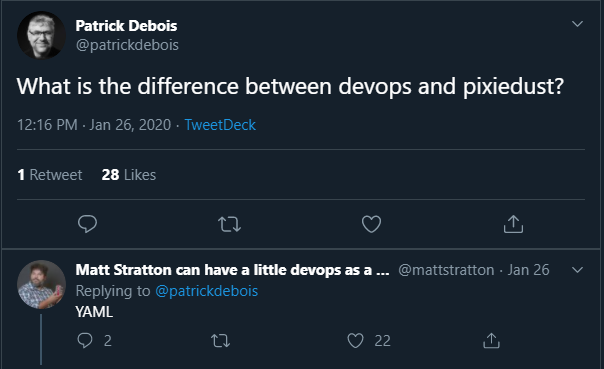 Patrick Debois
@patrickdebois
What is the difference between devops and pixiedust?
12:16 PM · Jan 26, 2020 · TweetDeck
1 Retweet 28 Likes
Matt Stratton can have a little devops as a ... @mattstratton · Jan 26
Replying to @patrickdebois
YAML
2 22